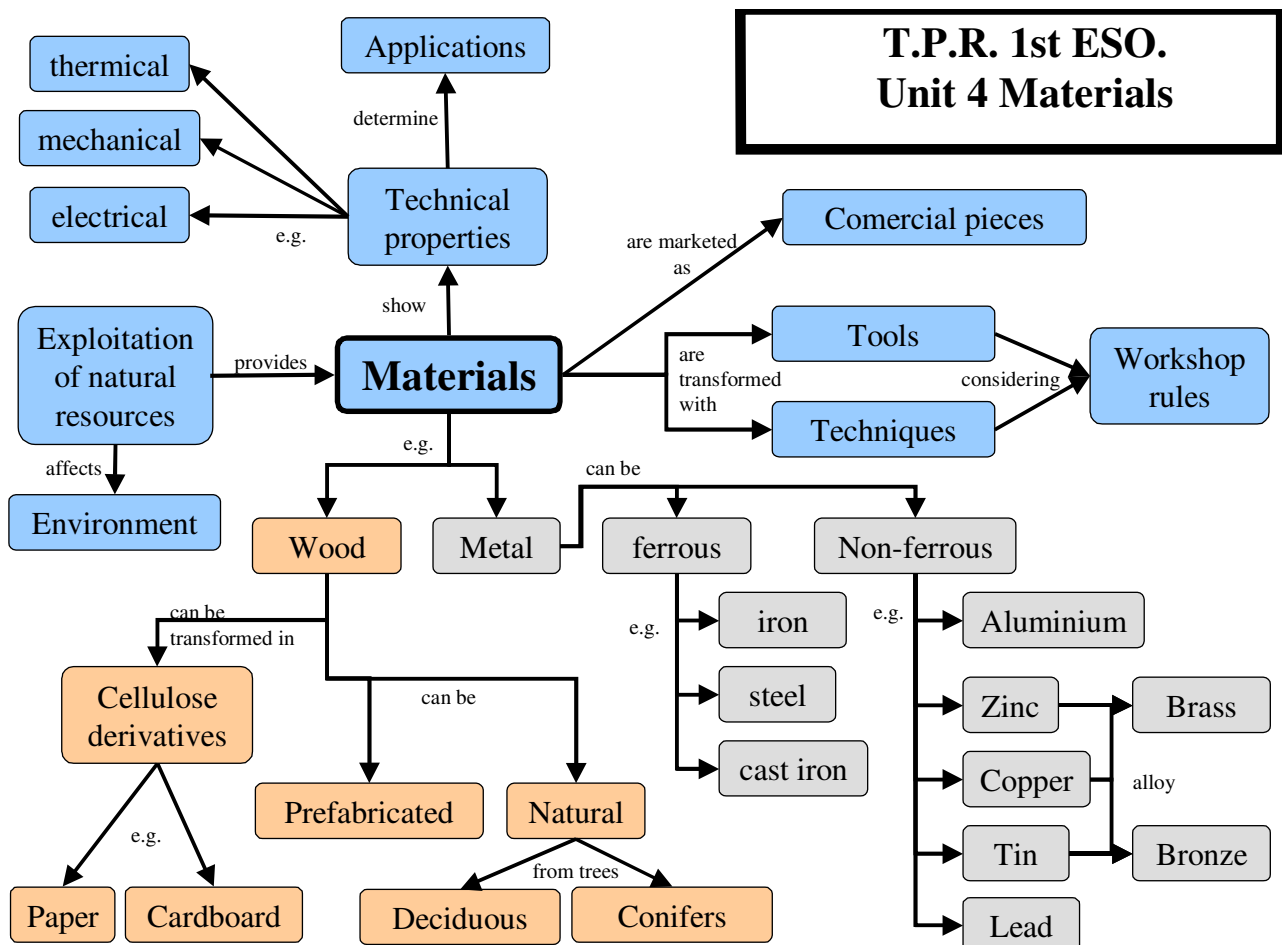 T.P.R. 1st ESO.
Unit 4 Materials
Applications
thermical
determine
mechanical
Technical
properties
electrical
e.g.
Comercial pieces
are marketed
as
show
Exploitation
of natural
resources
provides
Materials
are
transformed
with
Tools
Techniques
considering
Workshop
rules
affects
Environment
e.g.
can be
Wood
Metal
ferrous
Non-ferrous
can be
transformed in
e.g.
iron
steel
cast iron
e.g.
Aluminium
Zinc
Brass
Copper
alloy
Tin
Bronze
Lead
Cellulose
derivatives
can be
Prefabricated
Natural
e.g.
from trees
Paper
Cardboard
Deciduous
Conifers